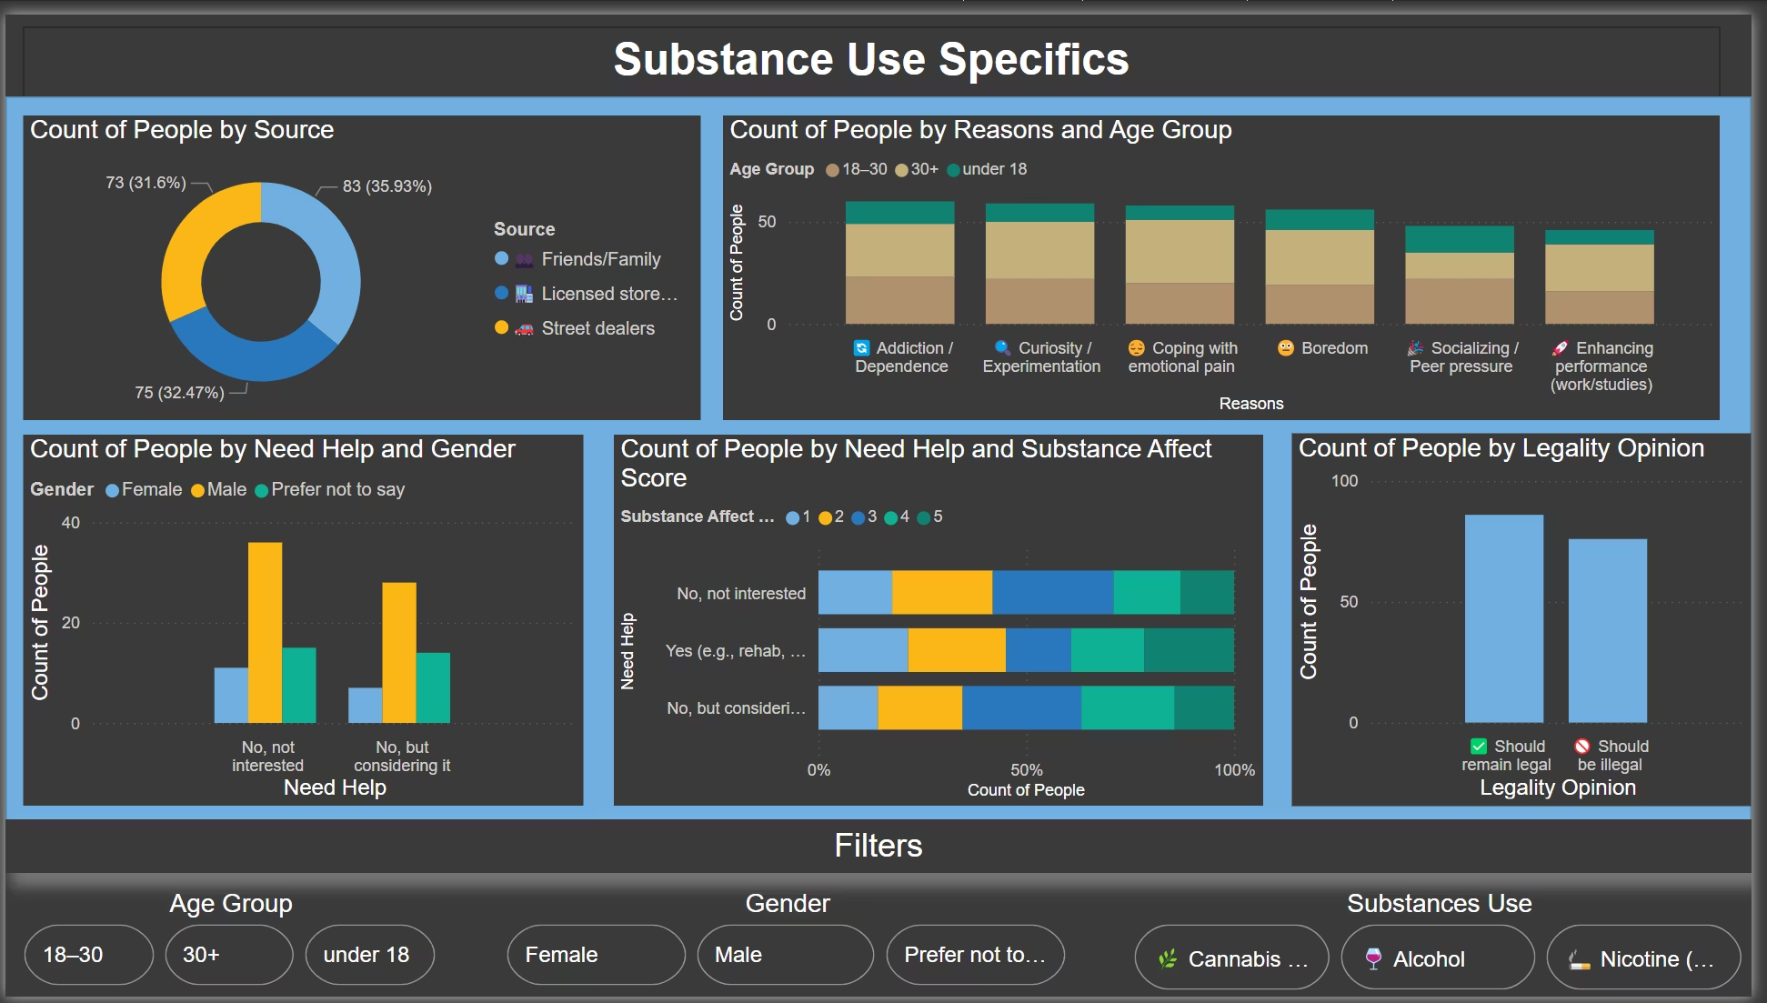 Substance Use Specifics
Count of People by Source
73 (31.6%)
83 (35.93%)
75 (32.47%)
Source
Friends/Family
Licensed store…
Street dealers
Count of People by Reasons and Age Group
Age Group 18–30 30+ under 18
Count of People
50
0
Addiction /
Dependence
Curiosity /
Experimentation
Coping with
emotional pain
Boredom
Socializing /
Peer pressure
Enhancing
performance
(work/studies)
Reasons
Count of People by Need Help and Gender
Gender Female Male Prefer not to say
Count of People
40
20
0
No, not
interested
No, but
considering it
Need Help
Count of People by Need Help and Substance Affect
Score
Substance Affect … 1 2 3 4 5
Need Help
No, not interested
Yes (e.g., rehab, …
No, but consideri…
0% 50% 100%
Count of People
Count of People by Legality Opinion
Count of People
100
50
0
Should
remain legal
Should
be illegal
Legality Opinion
Filters
Age Group
18–30 30+ under 18
Gender
Female Male Prefer not to…
Substances Use
Cannabis … Alcohol Nicotine (…